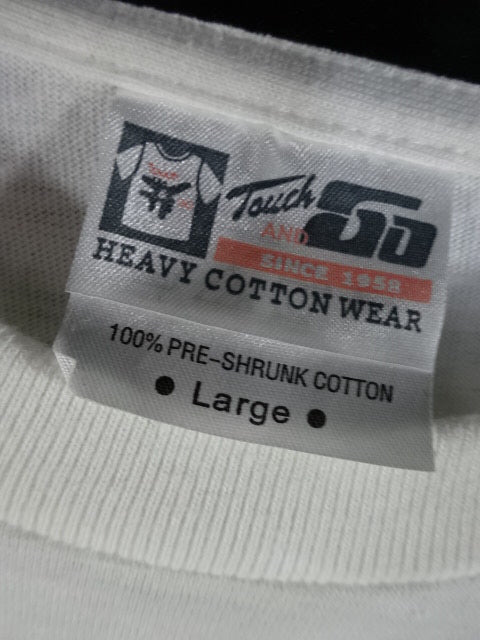 Touch
AND
SINCE 1958
HEAVY COTTON WEAR
100% PRE-SHRUNK COTTON
• Large •